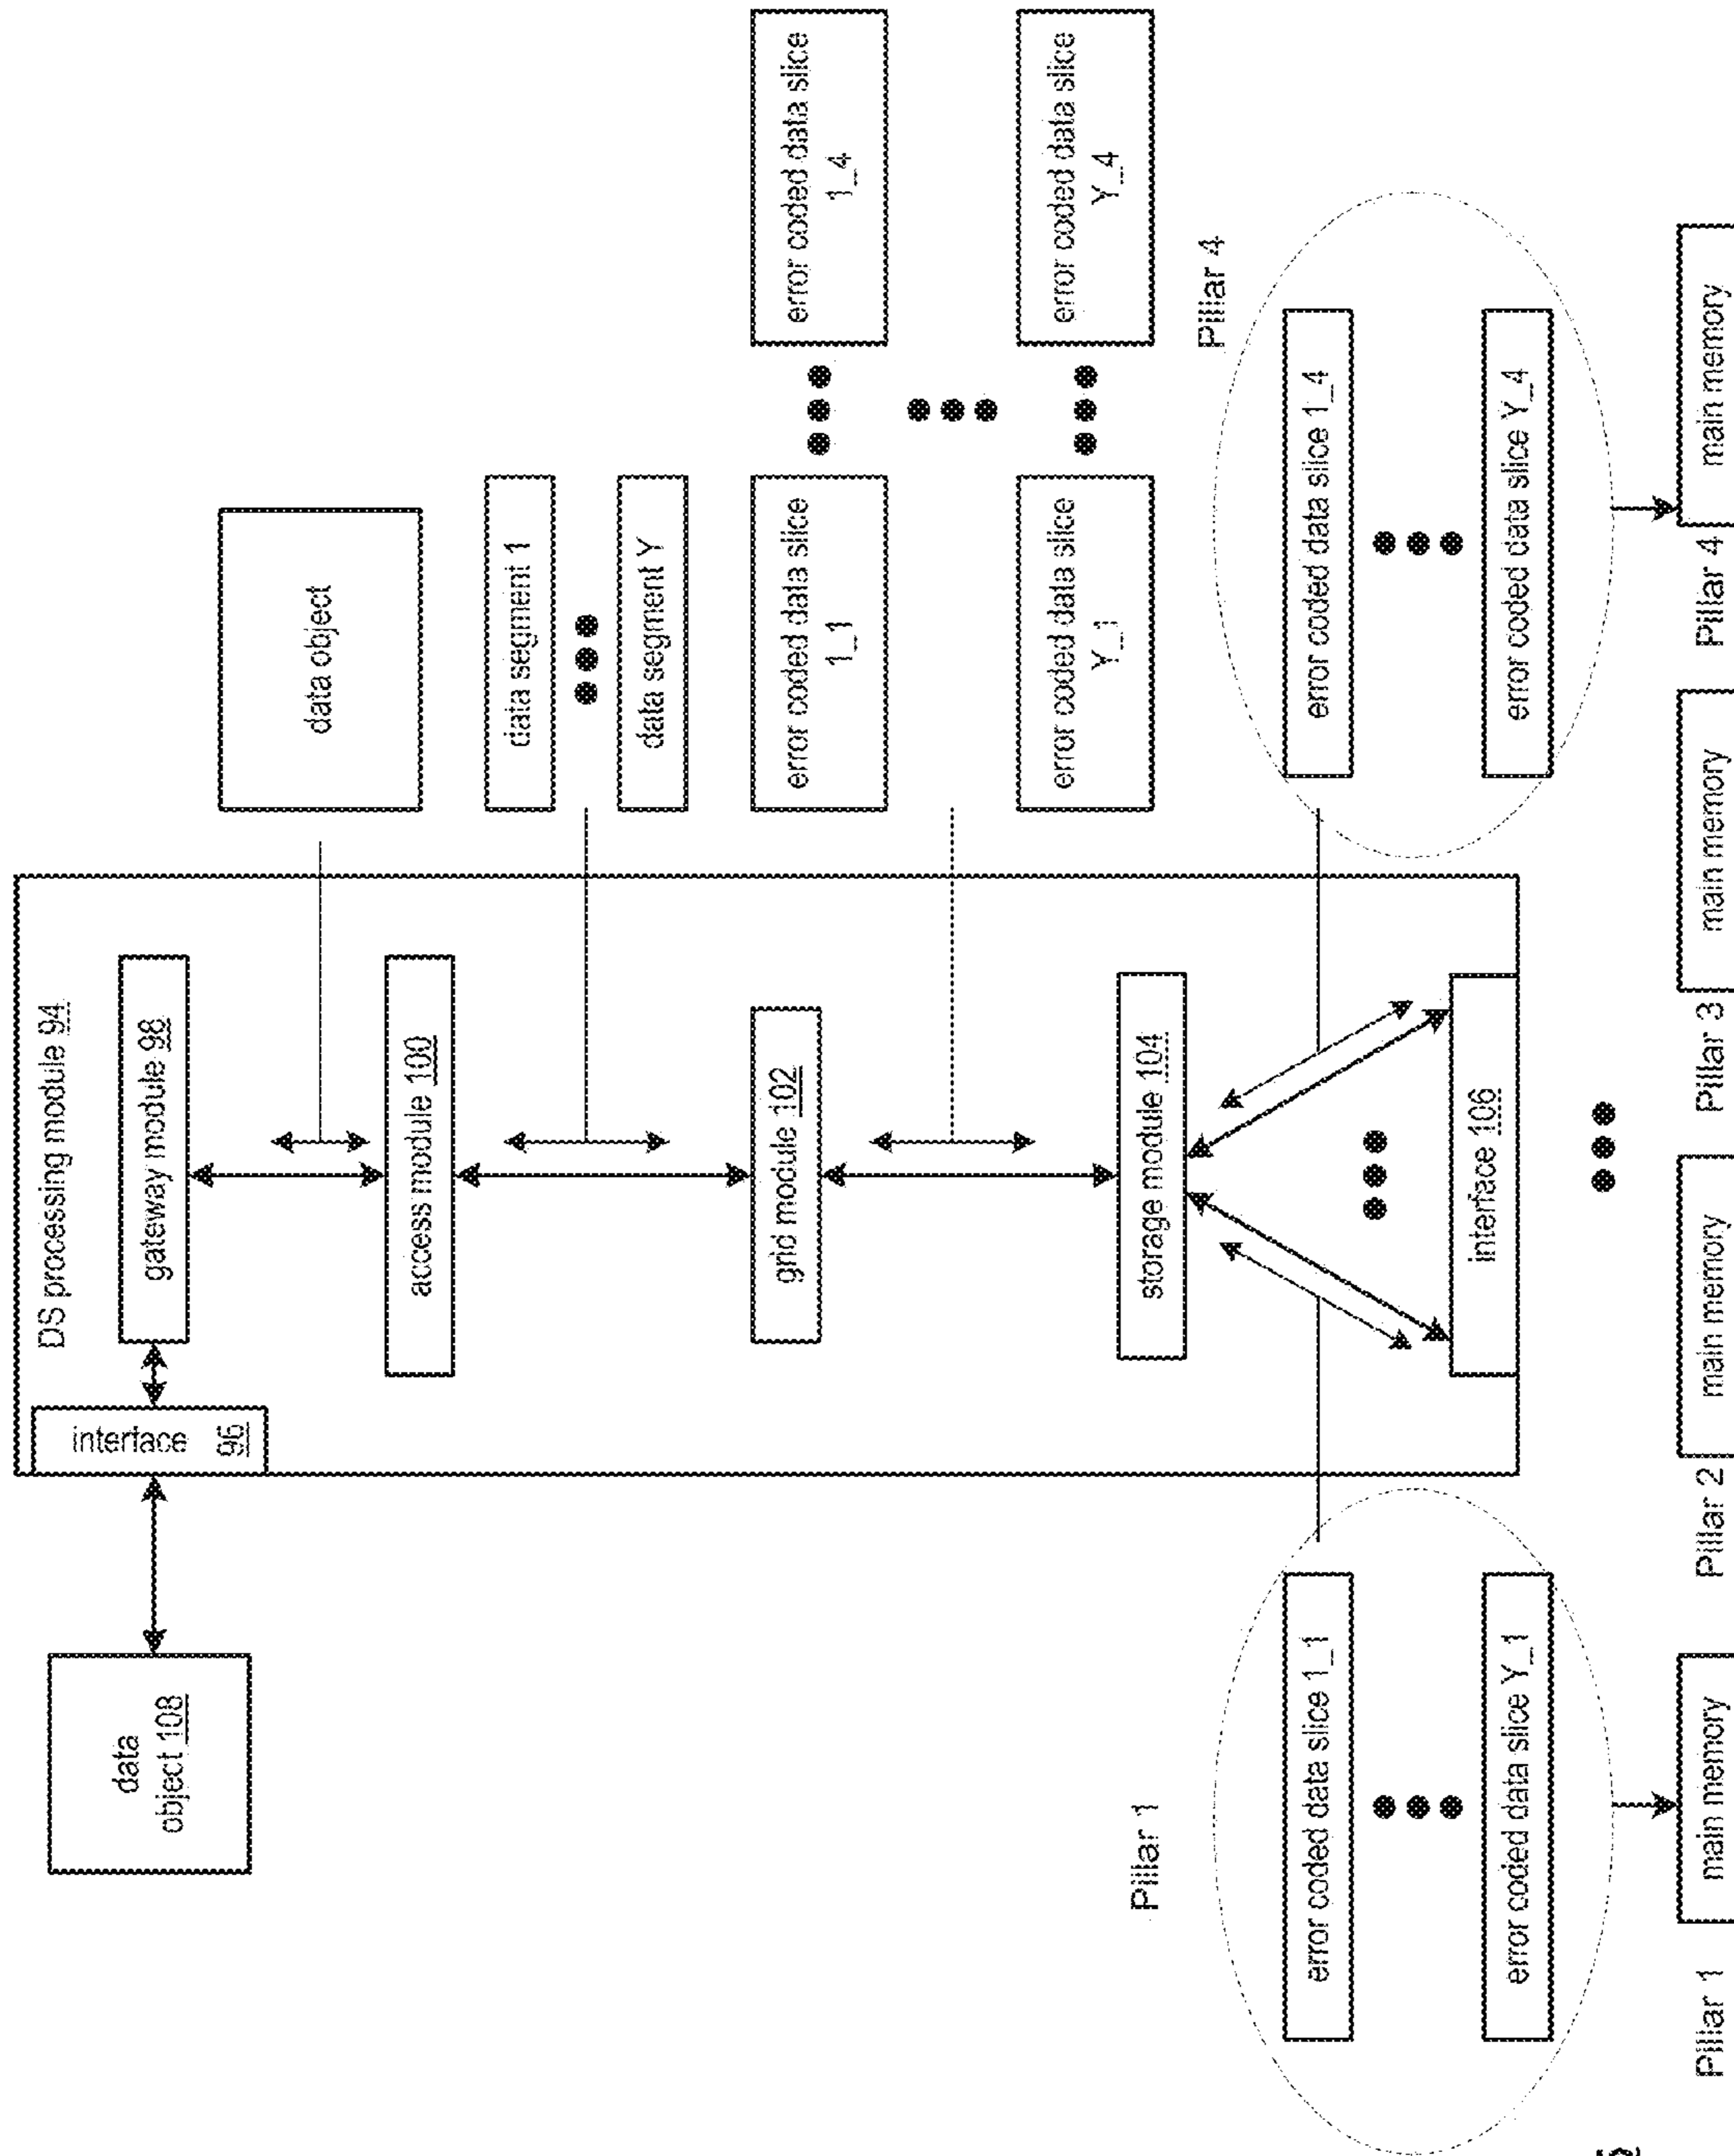 data
object 108
interface 96
DS processing module 94
gateway module 98
access module 100
grid module 102
storage module 104
interface 106
data object
data segment 1
data segment Y
error coded data slice
1_1
error coded data slice
1_4
error coded data slice
Y_1
error coded data slice
Y_4
Pillar 1
error coded data slice 1_1
error coded data slice Y_1
Pillar 4
error coded data slice 1_4
error coded data slice Y_4
Pillar 1
main memory
Pillar 2
main memory
Pillar 3
main memory
Pillar 4
main memory